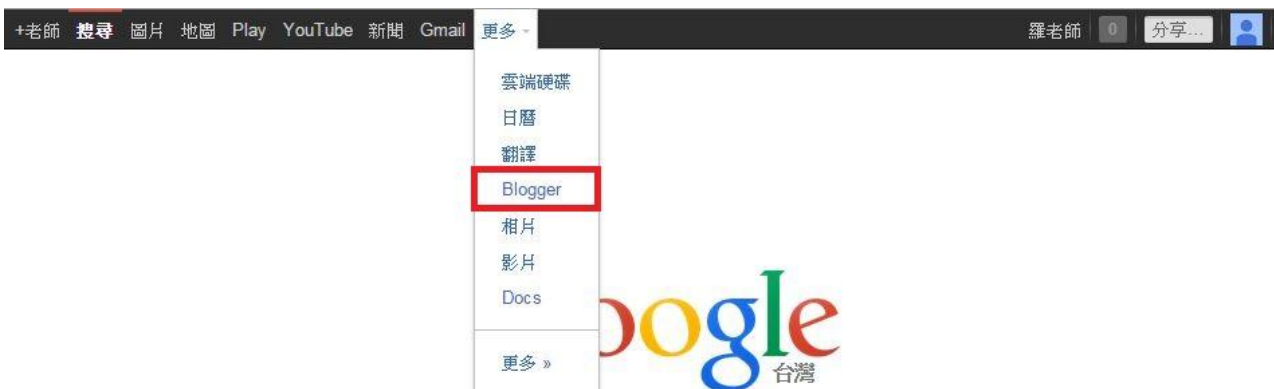 +老師 搜尋 圖片 地圖 Play YouTube 新聞 Gmail 更多 羅老師 0 分享...
雲端硬碟
日曆
翻譯
Blogger
相片
影片
Docs
更多 »
oogle
台灣